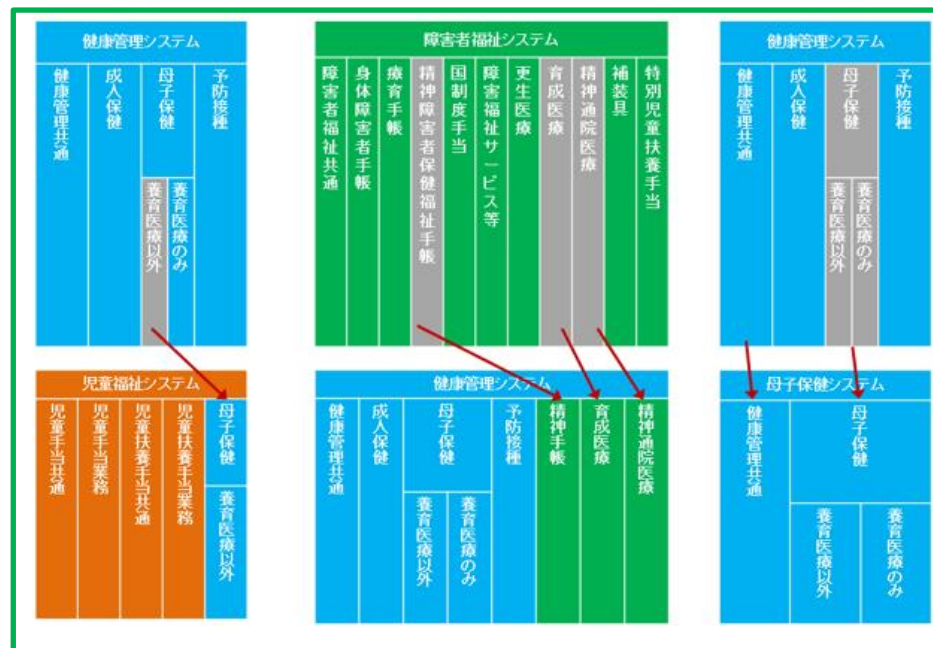 健康管理システム
健康管理共通
成人保健
母子保健
養育医療以外
養育医療のみ
予防接種
児童福祉システム
児童手当共通
児童手当業務
児童扶養手当共通
児童扶養手当業務
母子保健
養育医療以外
障害者福祉システム
障害者福祉共通
身体障害者手帳
療育手帳
精神障害者保健福祉手帳
国制度手当
障害福祉サービス等
更生医療
育成医療
精神通院医療
補装具
特別児童扶養手当
健康管理システム
健康管理共通
成人保健
母子保健
養育医療以外
養育医療のみ
予防接種
精神手帳
育成医療
精神通院医療
健康管理システム
健康管理共通
成人保健
母子保健
養育医療以外
養育医療のみ
予防接種
母子保健システム
健康管理共通
母子保健
養育医療以外
養育医療のみ